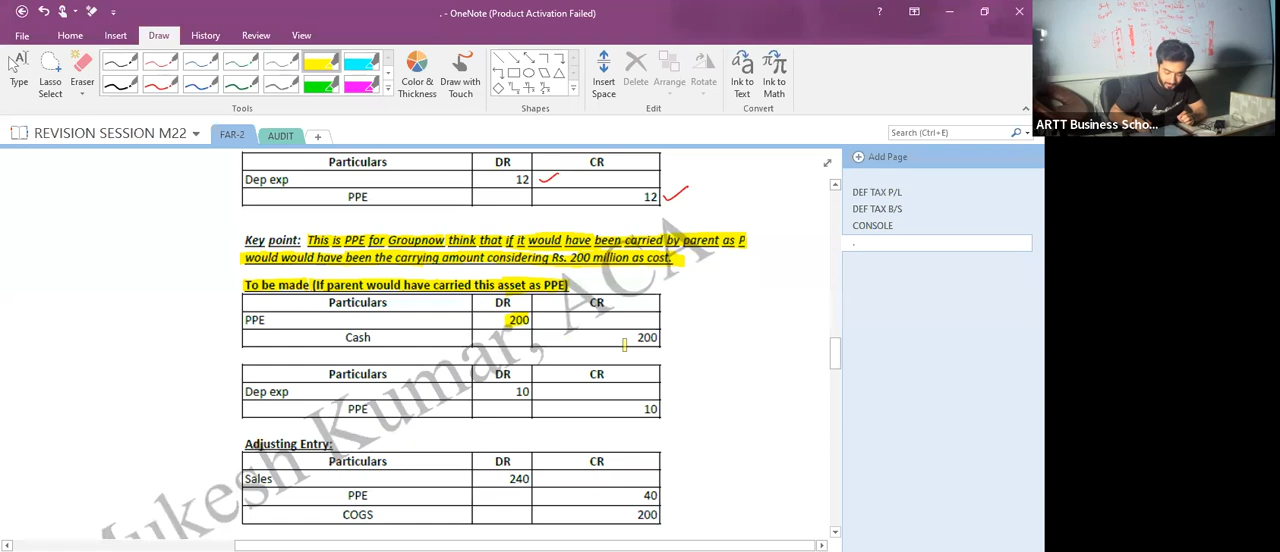 . - OneNote (Product Activation Failed)
?
File Home Insert Draw History Review View
Type Lasso Select Eraser Color & Thickness Draw with Touch Insert Space Delete Arrange Rotate Ink to Text Ink to Math
Tools Shapes Edit Convert
ARTT Business Scho...
REVISION SESSION M22 FAR-2 AUDIT + Search (Ctrl+E)
Add Page
DEF TAX P/L
DEF TAX B/S
CONSOLE
.
Particulars DR CR
Dep exp 12
PPE 12
Key point: This is PPE for Groupnow think that if it would have been carried by parent as P
would would have been the carrying amount considering Rs. 200 million as cost.
To be made (If parent would have carried this asset as PPE)
Particulars DR CR
PPE 200
Cash 200
Particulars DR CR
Dep exp 10
PPE 10
Adjusting Entry:
Particulars DR CR
Sales 240
PPE 40
COGS 200
Mukesh Kumar, ACA